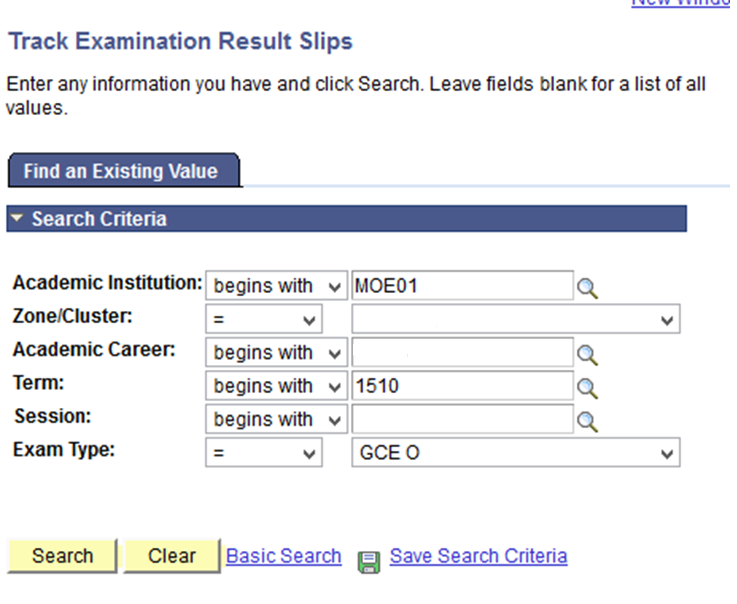 New Windo
Track Examination Result Slips
Enter any information you have and click Search. Leave fields blank for a list of all
values.
Find an Existing Value
Search Criteria
Academic Institution: begins with MOE01
Zone/Cluster: =
Academic Career: begins with
Term: begins with 1510
Session: begins with
Exam Type: = GCE O
Search Clear Basic Search Save Search Criteria